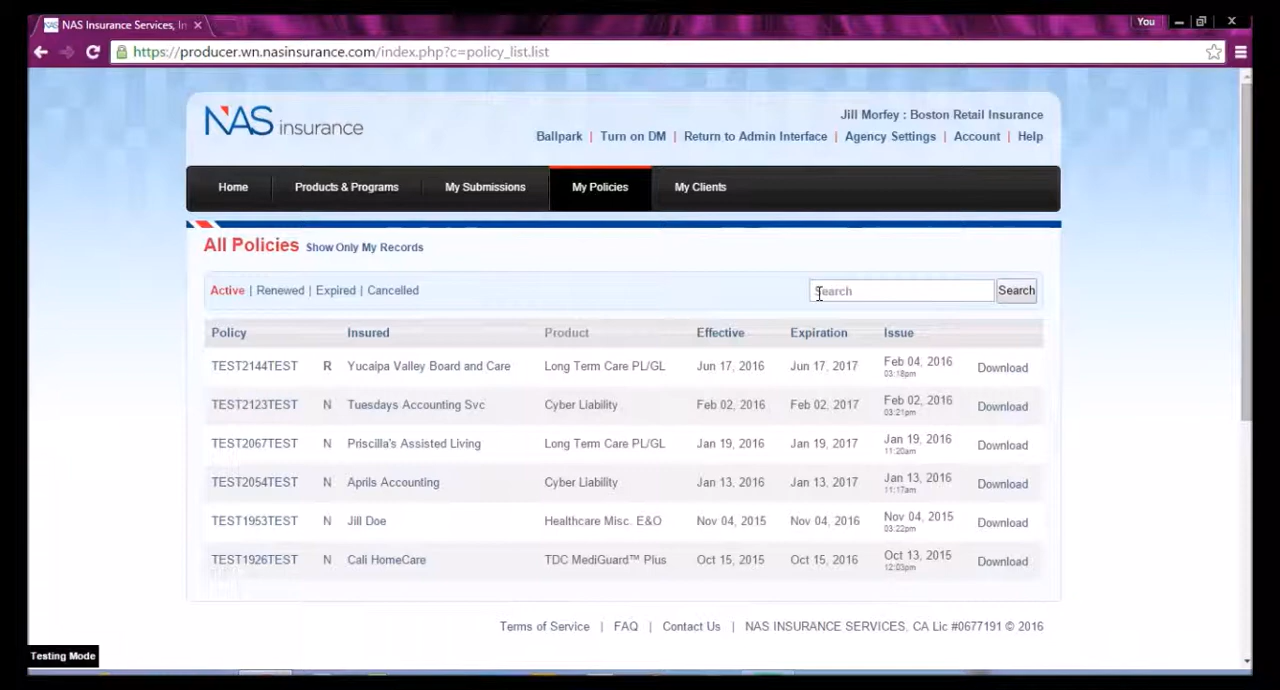 NAS Insurance Services, In
You
https://producer.wn.nasinsurance.com/index.php?c=policy_list.list
NAS insurance
Jill Morfey : Boston Retail Insurance
Ballpark | Turn on DM | Return to Admin Interface | Agency Settings | Account | Help
Home Products & Programs My Submissions My Policies My Clients
All Policies Show Only My Records
Active | Renewed | Expired | Cancelled Search Search
Policy Insured Product Effective Expiration Issue
TEST2144TEST R Yucaipa Valley Board and Care Long Term Care PL/GL Jun 17, 2016 Jun 17, 2017 Feb 04, 2016 Download
03:18pm
TEST2123TEST N Tuesdays Accounting Svc Cyber Liability Feb 02, 2016 Feb 02, 2017 Feb 02, 2016 Download
03:21pm
TEST2067TEST N Priscilla's Assisted Living Long Term Care PL/GL Jan 19, 2016 Jan 19, 2017 Jan 19, 2016 Download
11:20am
TEST2054TEST N Aprils Accounting Cyber Liability Jan 13, 2016 Jan 13, 2017 Jan 13, 2016 Download
11:17am
TEST1953TEST N Jill Doe Healthcare Misc. E&O Nov 04, 2015 Nov 04, 2016 Nov 04, 2015 Download
03:22pm
TEST1926TEST N Cali HomeCare TDC MediGuard™ Plus Oct 15, 2015 Oct 15, 2016 Oct 13, 2015 Download
12:03pm
Terms of Service | FAQ | Contact Us | NAS INSURANCE SERVICES, CA Lic #0677191 © 2016
Testing Mode